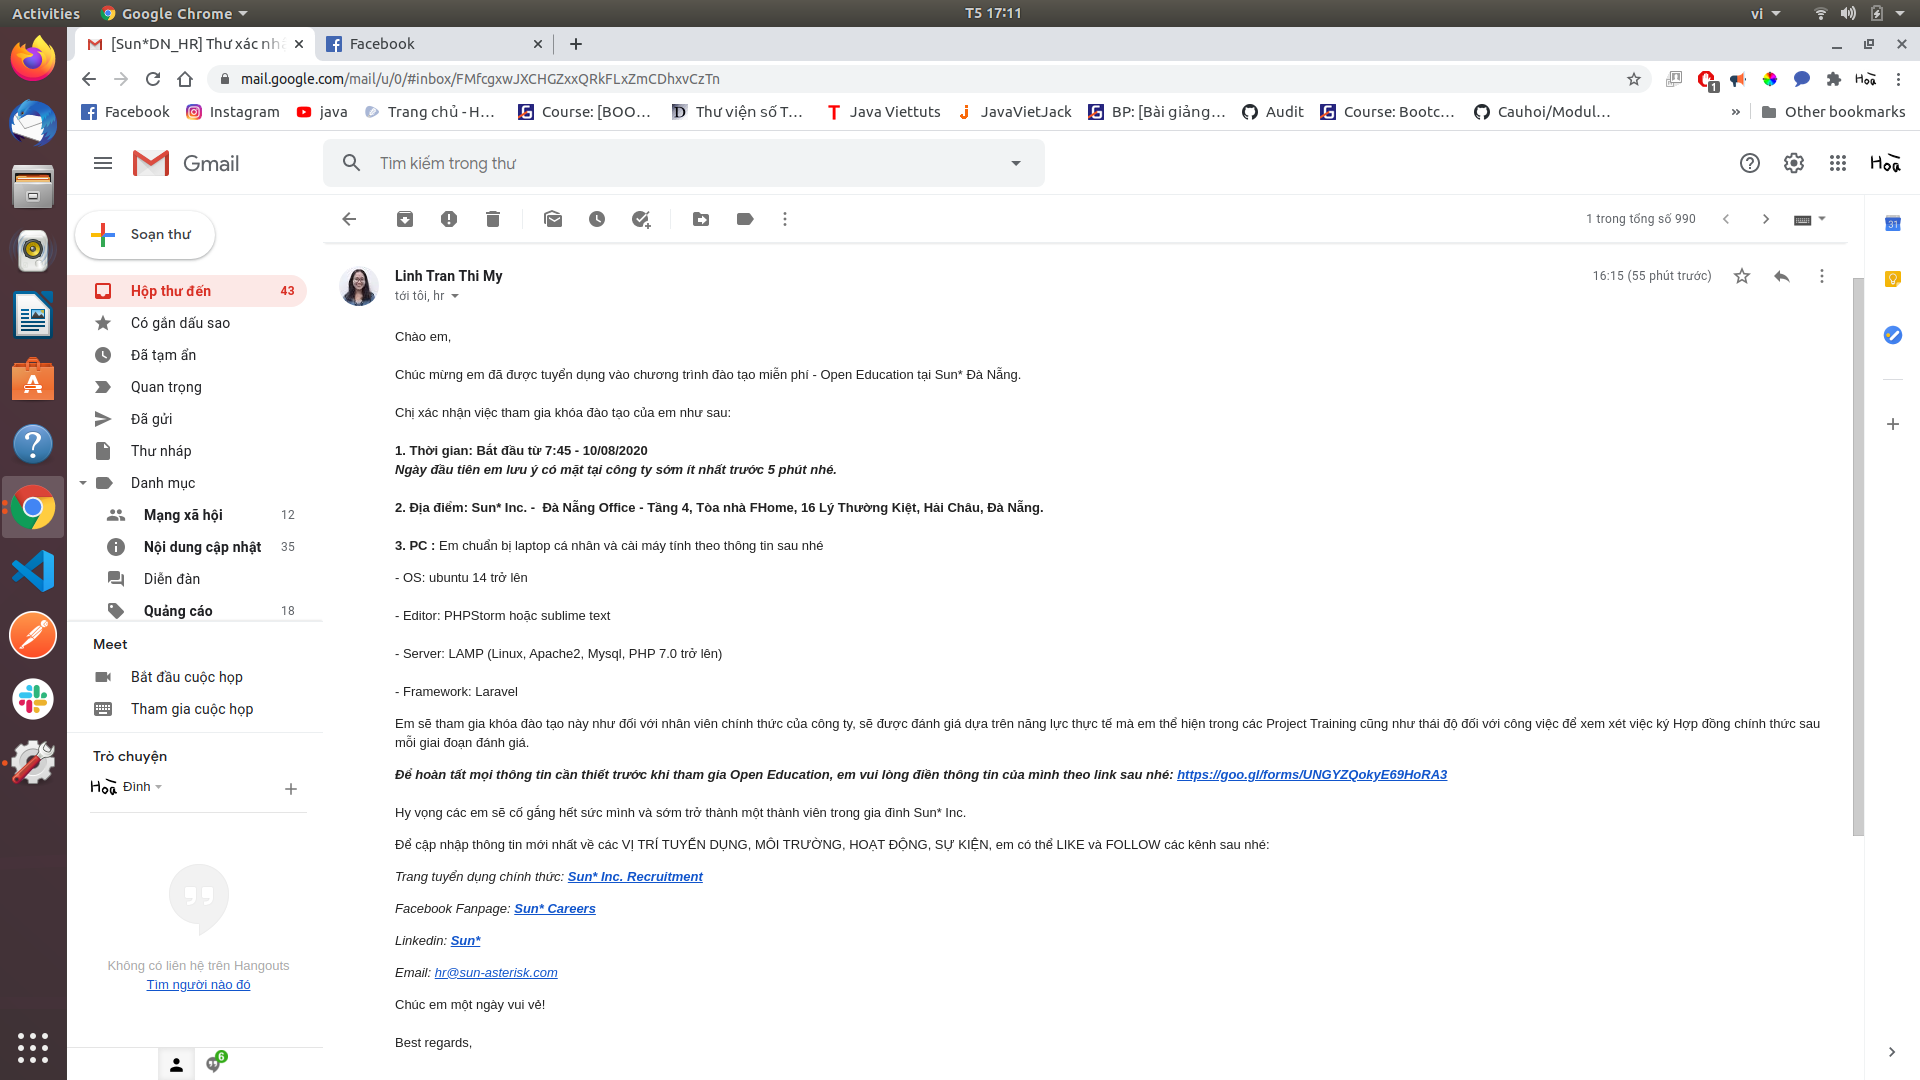 Activities
Google Chrome
T5 17:11
vi
[Sun*DN_HR] Thư xác nh
Facebook
mail.google.com/mail/u/0/#inbox/FMfcgxwJXCHGZxxQRkFLxZmCDhxvCzTn
1
Hoà
Facebook
Instagram
java
Trang chủ - H...
Course: [BOO...
Thư viện số T...
Java Viettuts
JavaVietJack
BP: [Bài giảng...
Audit
Course: Bootc...
Cauhoi/Modul...
»
Other bookmarks
Gmail
Tìm kiếm trong thư
Hoà
Soạn thư
1 trong tổng số 990
31
Hộp thư đến 43
Có gắn dấu sao
Đã tạm ẩn
Quan trọng
Đã gửi
Thư nháp
Danh mục
Mạng xã hội 12
Nội dung cập nhật 35
Diễn đàn
Quảng cáo 18
Meet
Bắt đầu cuộc họp
Tham gia cuộc họp
Trò chuyện
Hoà Đình
Không có liên hệ trên Hangouts
Tìm người nào đó
6
Linh Tran Thi My
16:15 (55 phút trước)
tới tôi, hr
Chào em,
Chúc mừng em đã được tuyển dụng vào chương trình đào tạo miễn phí - Open Education tại Sun* Đà Nẵng.
Chị xác nhận việc tham gia khóa đào tạo của em như sau:
1. Thời gian: Bắt đầu từ 7:45 - 10/08/2020
Ngày đầu tiên em lưu ý có mặt tại công ty sớm ít nhất trước 5 phút nhé.
2. Địa điểm: Sun* Inc. -  Đà Nẵng Office - Tầng 4, Tòa nhà FHome, 16 Lý Thường Kiệt, Hải Châu, Đà Nẵng.
3. PC : Em chuẩn bị laptop cá nhân và cài máy tính theo thông tin sau nhé
- OS: ubuntu 14 trở lên
- Editor: PHPStorm hoặc sublime text
- Server: LAMP (Linux, Apache2, Mysql, PHP 7.0 trở lên)
- Framework: Laravel
Em sẽ tham gia khóa đào tạo này như đối với nhân viên chính thức của công ty, sẽ được đánh giá dựa trên năng lực thực tế mà em thể hiện trong các Project Training cũng như thái độ đối với công việc để xem xét việc ký Hợp đồng chính thức sau
mỗi giai đoạn đánh giá.
Để hoàn tất mọi thông tin cần thiết trước khi tham gia Open Education, em vui lòng điền thông tin của mình theo link sau nhé: https://goo.gl/forms/UNGYZQokyE69HoRA3
Hy vọng các em sẽ cố gắng hết sức mình và sớm trở thành một thành viên trong gia đình Sun* Inc.
Để cập nhập thông tin mới nhất về các VỊ TRÍ TUYỂN DỤNG, MÔI TRƯỜNG, HOẠT ĐỘNG, SỰ KIỆN, em có thể LIKE và FOLLOW các kênh sau nhé:
Trang tuyển dụng chính thức: Sun* Inc. Recruitment
Facebook Fanpage: Sun* Careers
Linkedin: Sun*
Email: hr@sun-asterisk.com
Chúc em một ngày vui vẻ!
Best regards,